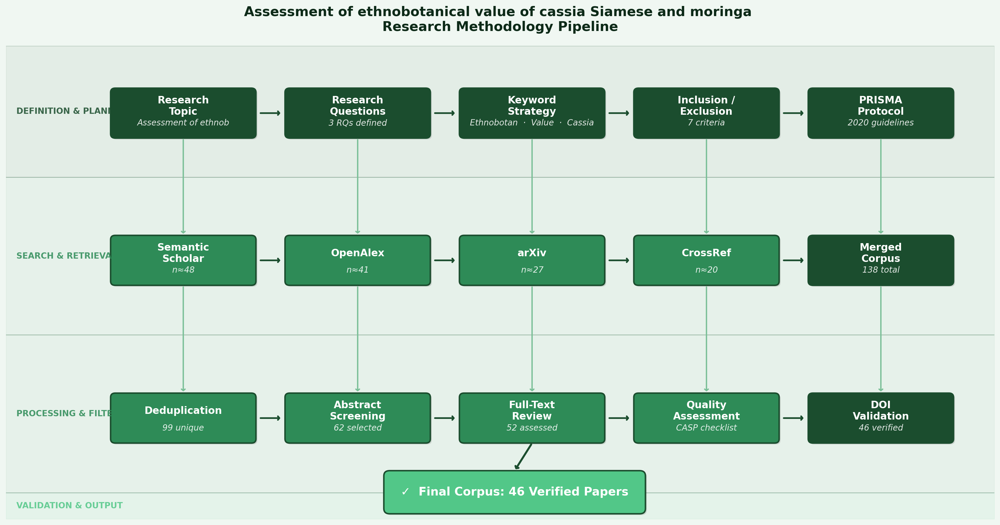 Assessment of ethnobotanical value of cassia Siamese and moringa
Research Methodology Pipeline
DEFINITION & PLANN
Research
Topic
Assessment of ethnob
Research
Questions
3 RQs defined
Keyword
Strategy
Ethnobotan · Value · Cassia
Inclusion /
Exclusion
7 criteria
PRISMA
Protocol
2020 guidelines
SEARCH & RETRIEVA
Semantic
Scholar
n≈48
OpenAlex
n≈41
arXiv
n≈27
CrossRef
n≈20
Merged
Corpus
138 total
PROCESSING & FILTE
Deduplication
99 unique
Abstract
Screening
62 selected
Full-Text
Review
52 assessed
Quality
Assessment
CASP checklist
DOI
Validation
46 verified
✓ Final Corpus: 46 Verified Papers
VALIDATION & OUTPUT